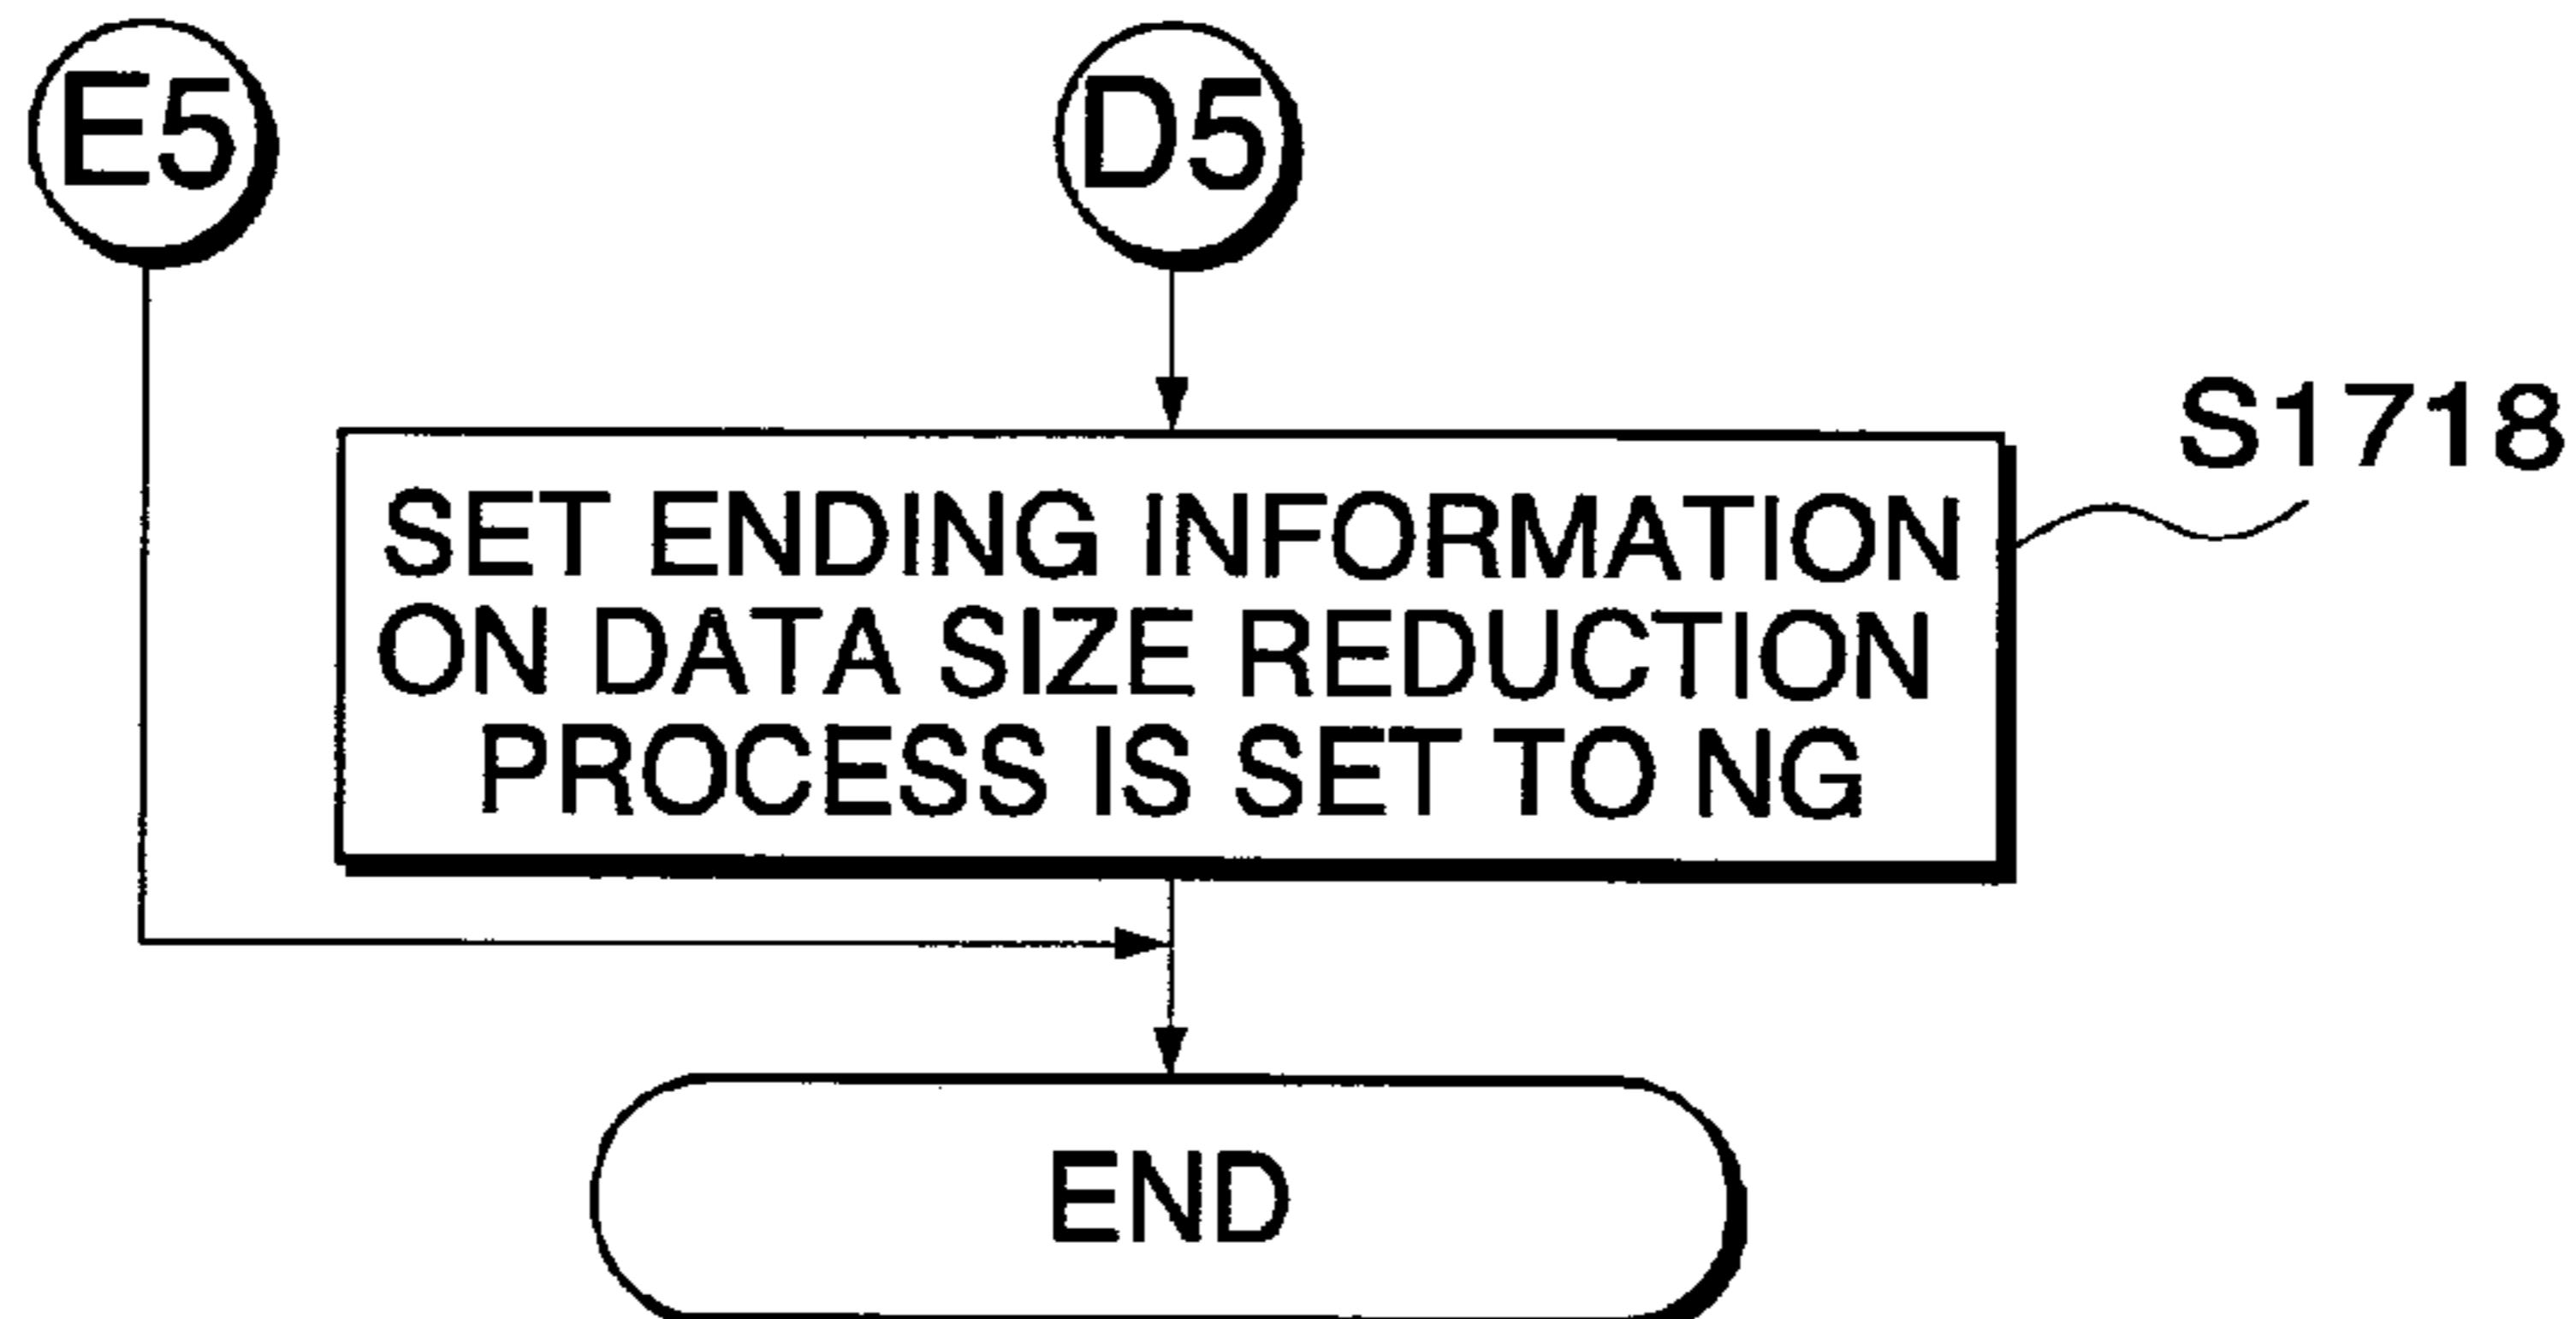 E5
D5
S1718
SET ENDING INFORMATION
ON DATA SIZE REDUCTION
PROCESS IS SET TO NG
END